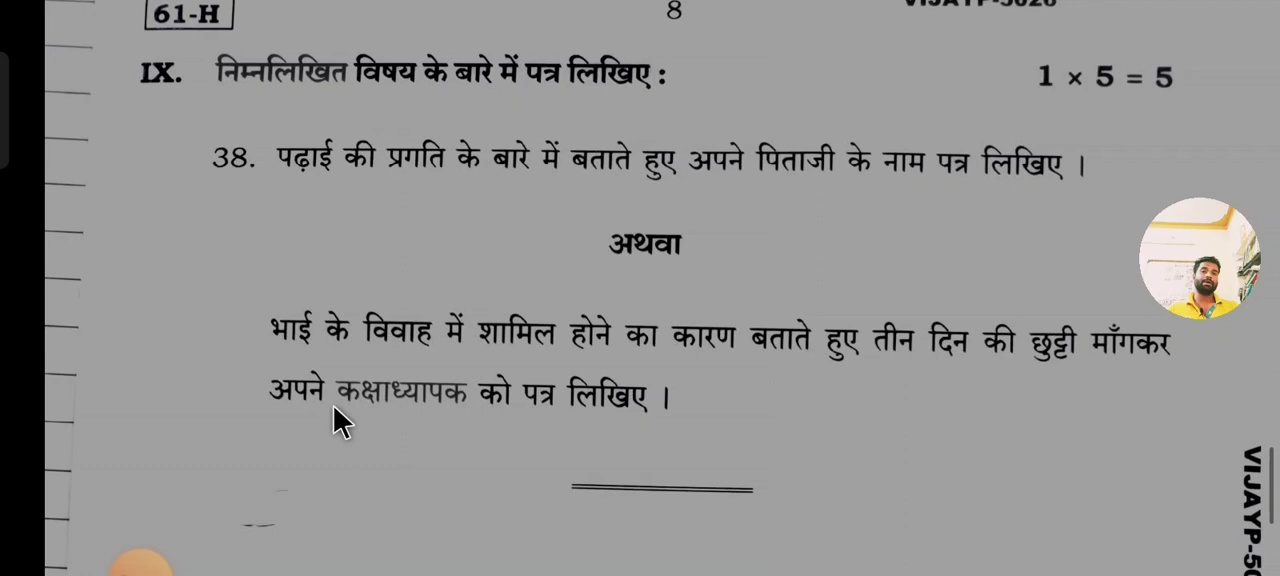 61-H
8
IX. निम्नलिखित विषय के बारे में पत्र लिखिए : 1 × 5 = 5
38. पढ़ाई की प्रगति के बारे में बताते हुए अपने पिताजी के नाम पत्र लिखिए ।
अथवा
भाई के विवाह में शामिल होने का कारण बताते हुए तीन दिन की छुट्टी माँगकर
अपने कक्षाध्यापक को पत्र लिखिए ।